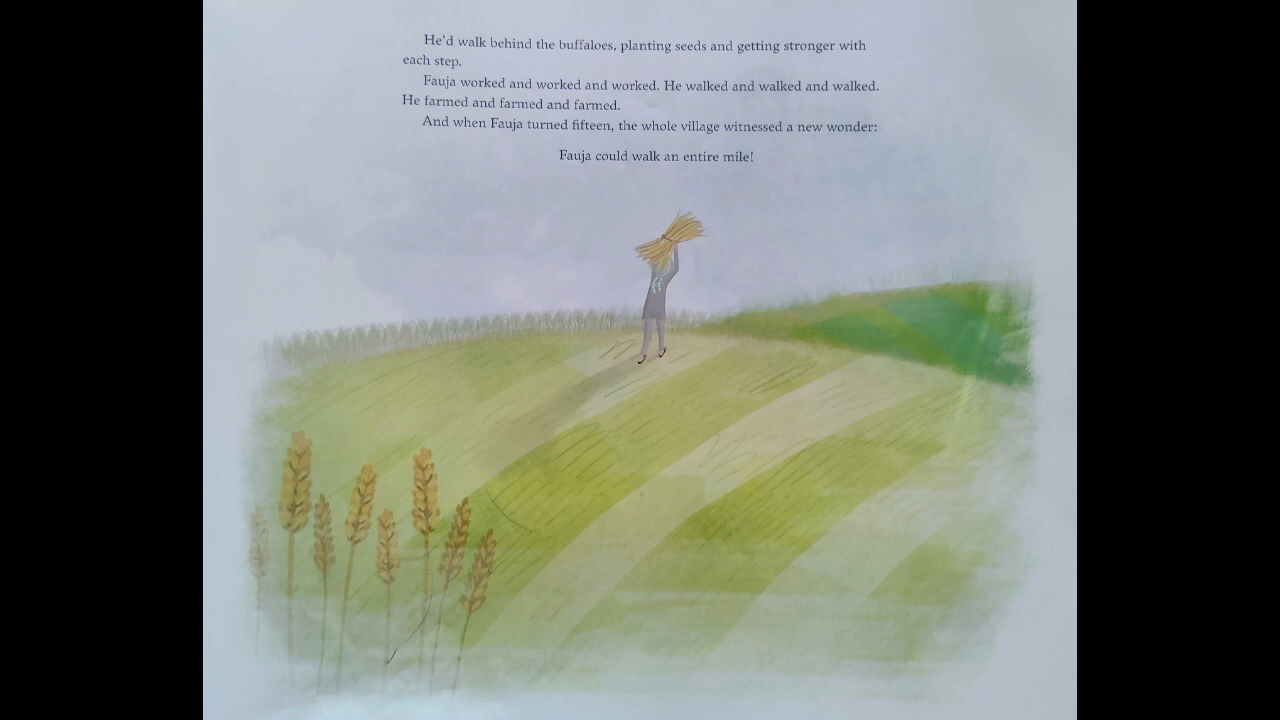 He'd walk behind the buffaloes, planting seeds and getting stronger with
each step.
Fauja worked and worked and worked. He walked and walked and walked.
He farmed and farmed and farmed.
And when Fauja turned fifteen, the whole village witnessed a new wonder:
Fauja could walk an entire mile!